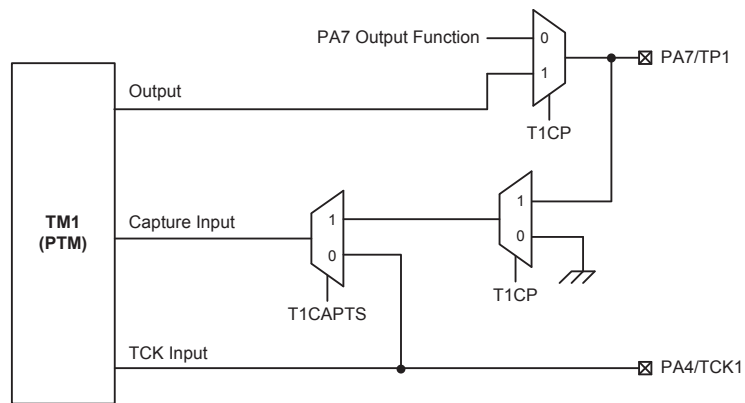 PA7 Output Function
0
1
PA7/TP1
Output
T1CP
TM1
(PTM)
Capture Input
1
0
1
0
T1CAPTS
T1CP
TCK Input
PA4/TCK1